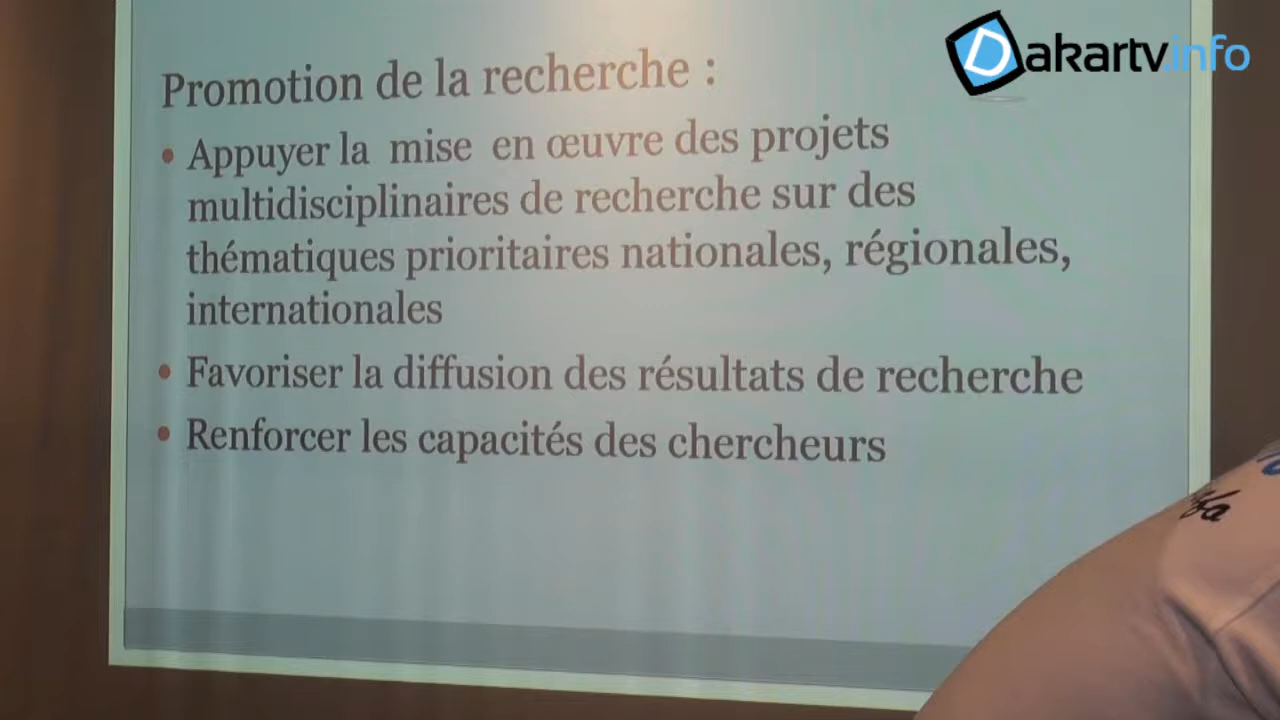 Dakartv.info
Promotion de la recherche :
• Appuyer la mise en œuvre des projets
multidisciplinaires de recherche sur des
thématiques prioritaires nationales, régionales,
internationales
• Favoriser la diffusion des résultats de recherche
• Renforcer les capacités des chercheurs